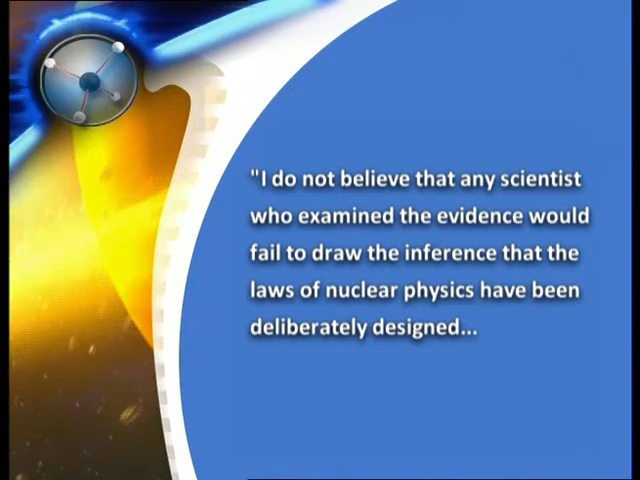 "I do not believe that any scientist
who examined the evidence would
fail to draw the inference that the
laws of nuclear physics have been
deliberately designed...